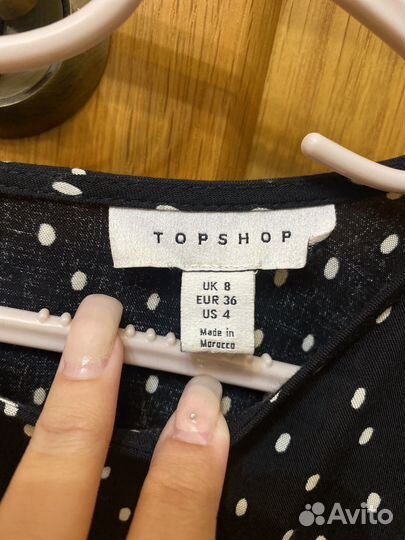 TOPSHOP
UK 8
EUR 36
US 4
Made in
Morocco
Avito